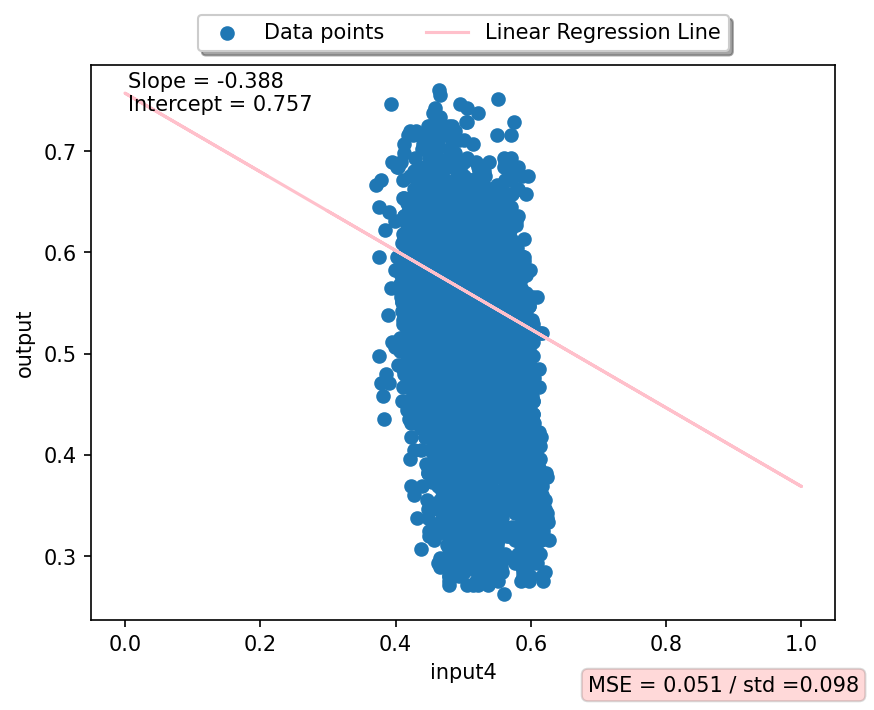 Data points Linear Regression Line
Slope = -0.388
Intercept = 0.757
0.7
0.6
0.5
0.4
0.3
output
0.0 0.2 0.4 0.6 0.8 1.0
input4
MSE = 0.051 / std =0.098